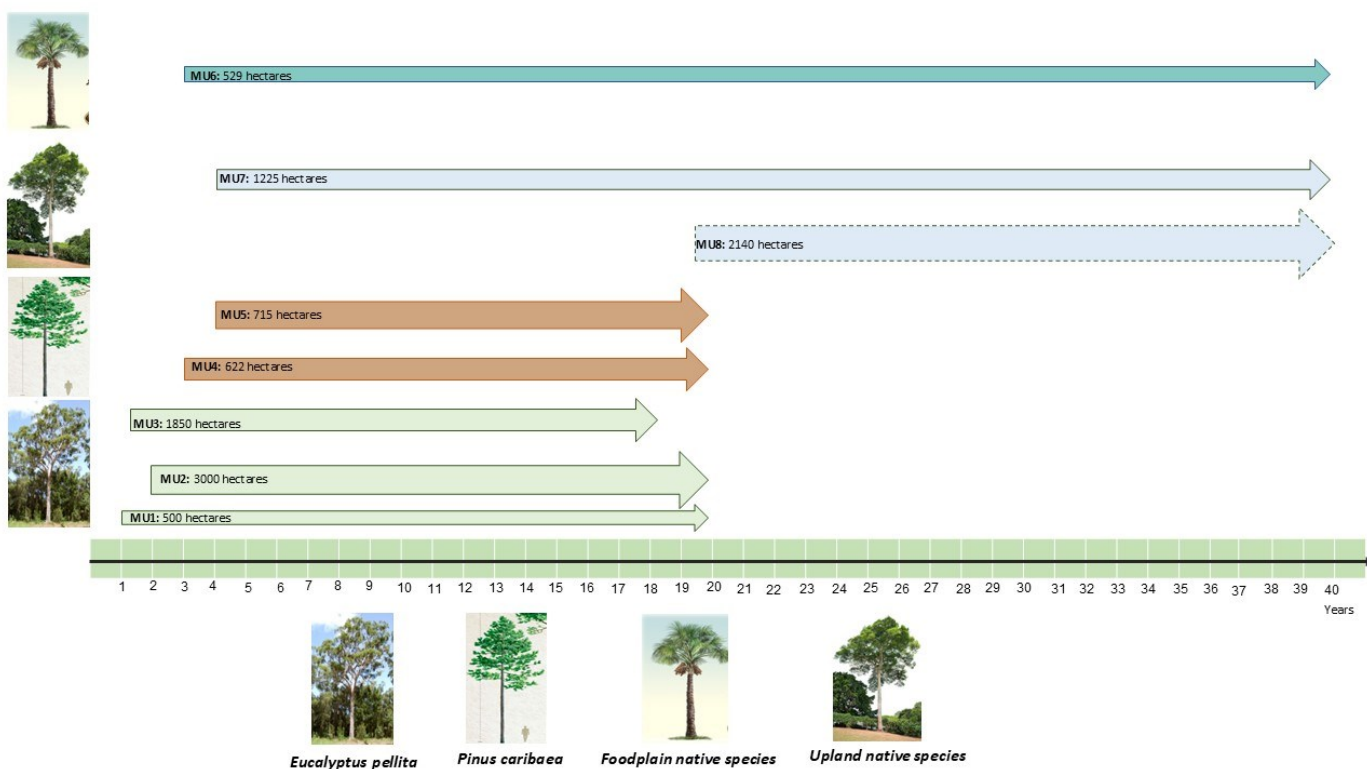 MU6: 529 hectares
MU7: 1225 hectares
MU8: 2140 hectares
MU5: 715 hectares
MU4: 622 hectares
MU3: 1850 hectares
MU2: 3000 hectares
MU1: 500 hectares
1 2 3 4 5 6 7 8 9 10 11 12 13 14 15 16 17 18 19 20 21 22 23 24 25 26 27 28 29 30 31 32 33 34 35 36 37 38 39 40
Years
Eucalyptus pellita Pinus caribaea Foodplain native species Upland native species